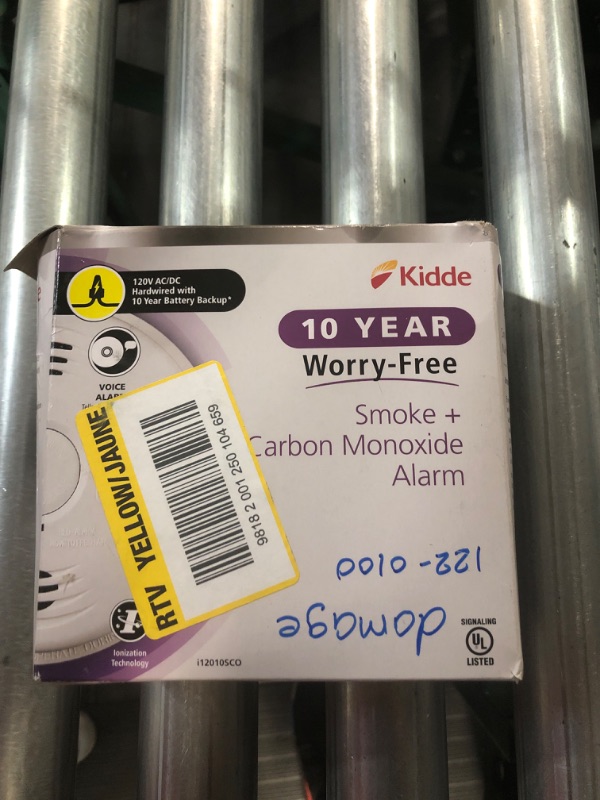 120V AC/DC
Hardwired with
10 Year Battery Backup*
Kidde
10 YEAR
Worry-Free
VOICE
Smoke +
Carbon Monoxide
Alarm
RTV YELLOW/JAUNE
9818 2 001 250 104 659
damage
122-0100
Ionization
Technology
i12010SCO
SIGNALING
UL
LISTED